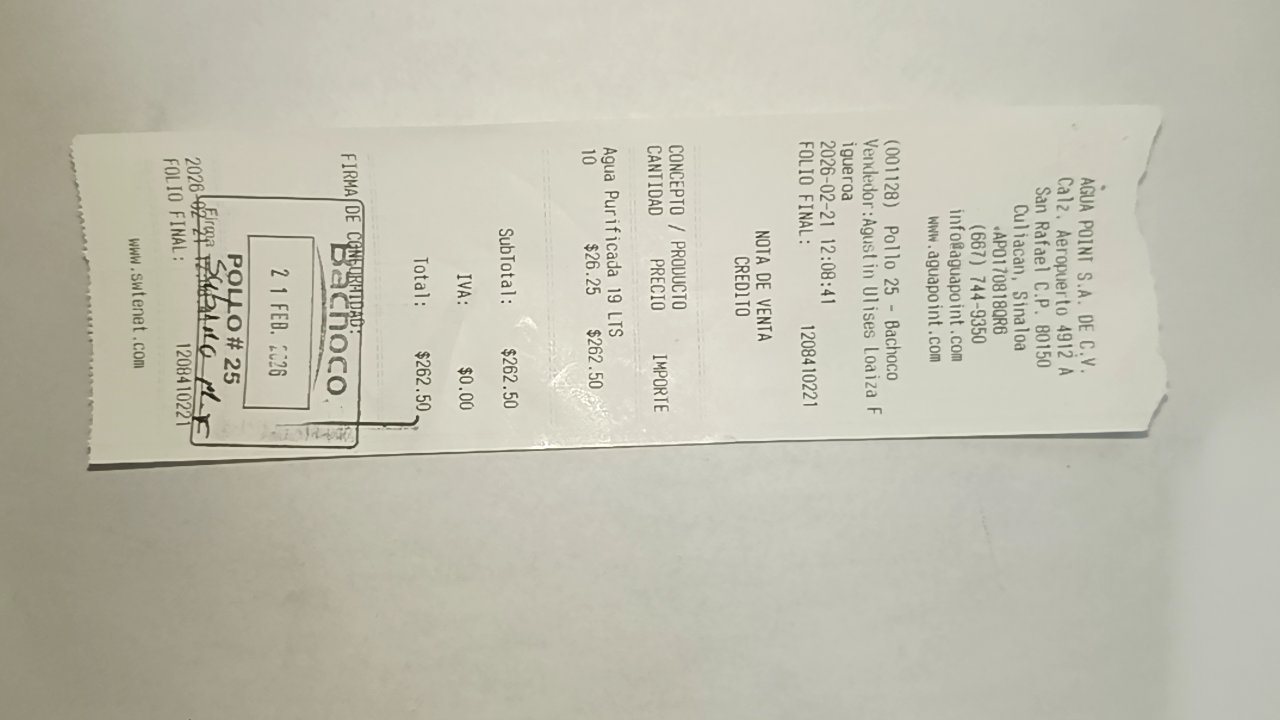 AGUA POINT S.A. DE C.V.
Calz. Aeropuerto 4912 A
San Rafael C.P. 80150
Culiacan, Sinaloa
.APO170818QR6
(667) 744-9350
info@aguapoint.com
www.aguapoint.com
(001128) Pollo 25 - Bachoco
Vendedor:Agustin Ulises Loaiza F
igueroa
2026-02-21 12:08:41
FOLIO FINAL: 1208410221
NOTA DE VENTA
CREDITO
CONCEPTO / PRODUCTO
CANTIDAD PRECIO IMPORTE
Agua Purificada 19 LTS
10 $26.25 $262.50
SubTotal: $262.50
IVA: $0.00
Total: $262.50
FIRMA DE CONFORMIDAD:
Bachoco
21 FEB. 2026
POLLO # 25
Firma
2026-02-21
FOLIO FINAL: 1208410221
www.swtenet.com